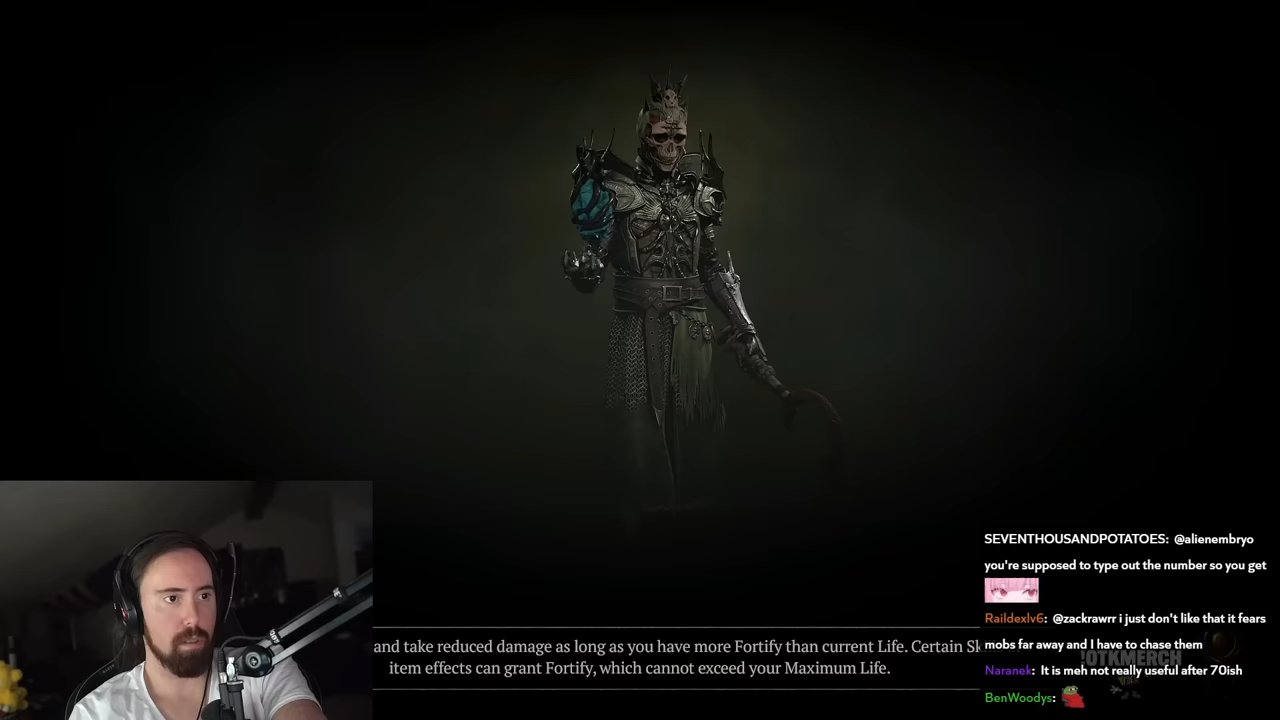 SEVENTHOUSANDPOTATOES: @alienembryo
you're supposed to type out the number so you get
Raildexlv6: @zackrawrr i just don't like that it fears
mobs far away and I have to chase them
Naranek: It is meh not really useful after 70ish
BenWoodys:
and take reduced damage as long as you have more Fortify than current Life. Certain Sk
item effects can grant Fortify, which cannot exceed your Maximum Life.
OTKMERCH